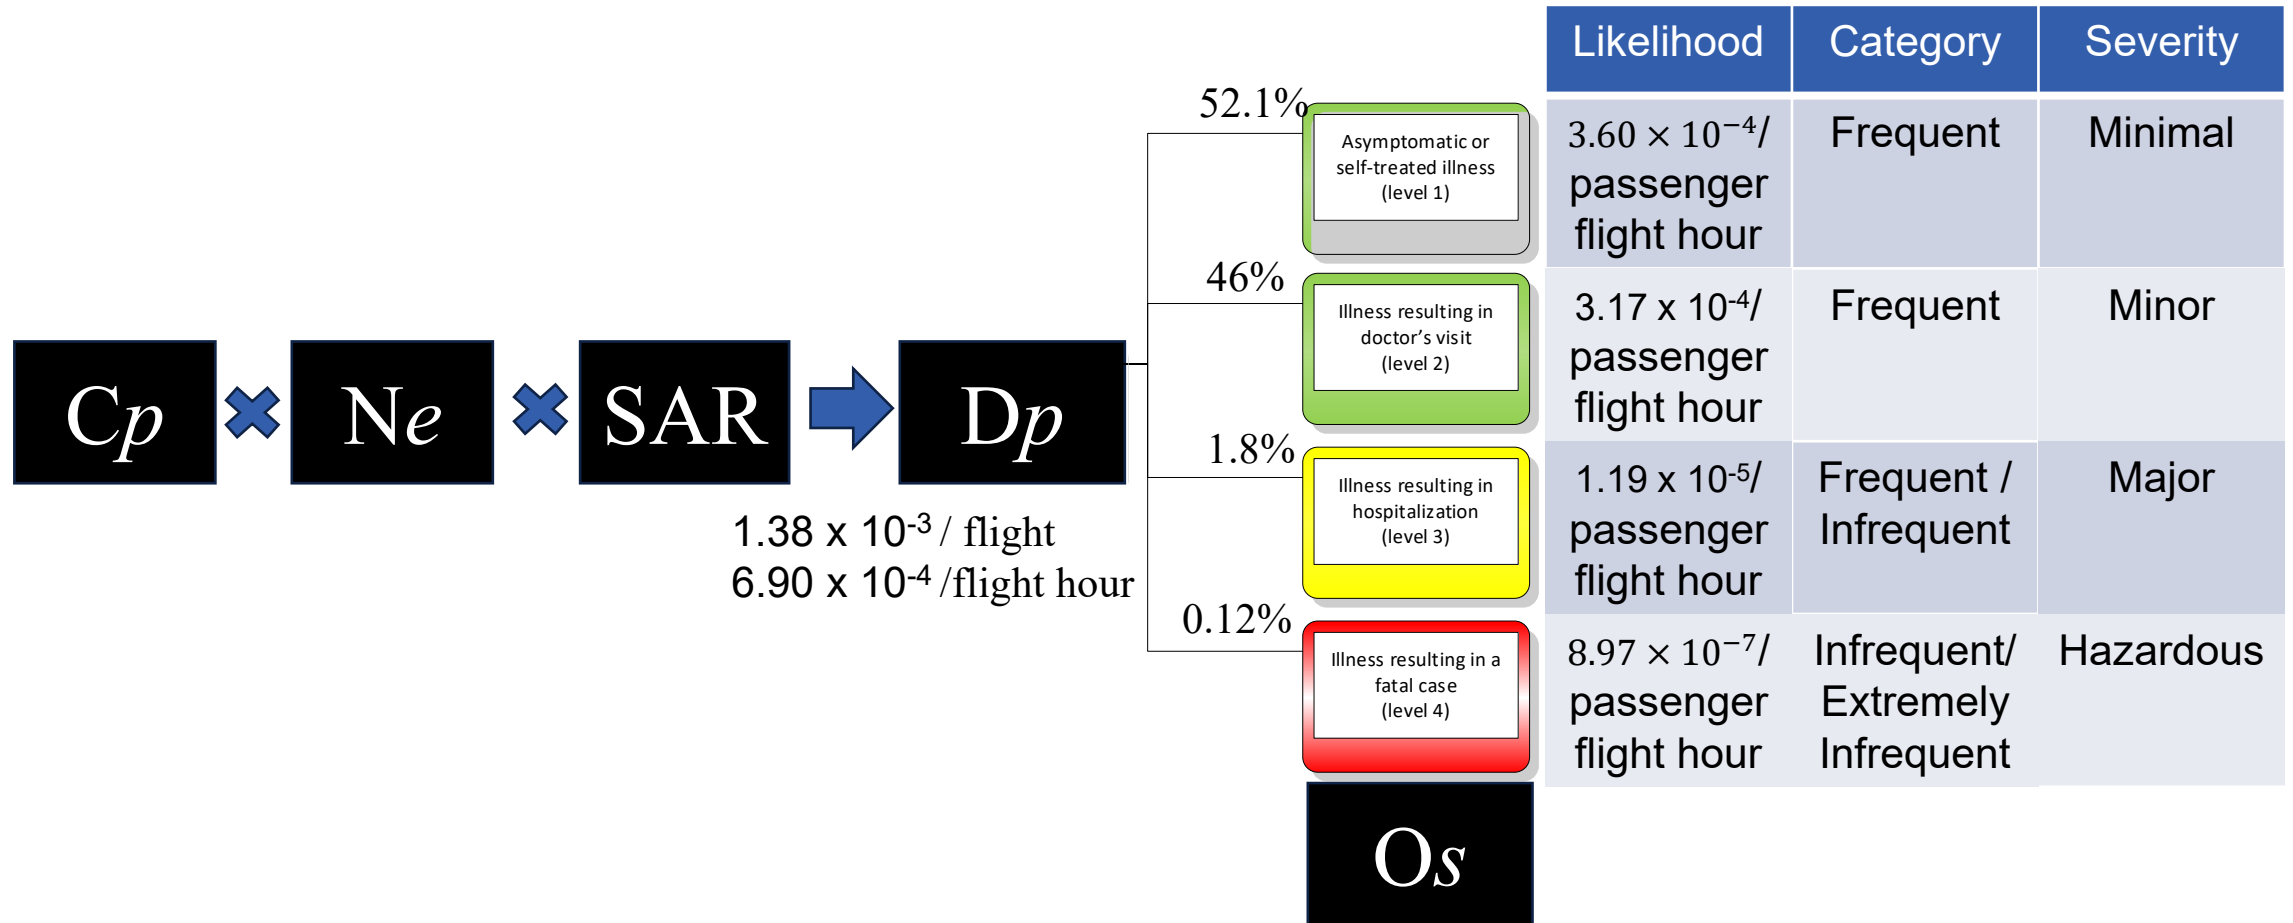 Likelihood Category Severity
52.1%
Asymptomatic or
self-treated illness
(level 1)
3.60 × 10⁻⁴/
passenger
flight hour
Frequent
Minimal
46%
Illness resulting in
doctor’s visit
(level 2)
3.17 x 10⁻⁴/
passenger
flight hour
Frequent
Minor
Cp
Ne
SAR
Dp
1.38 x 10⁻³ / flight
6.90 x 10⁻⁴ /flight hour
1.8%
Illness resulting in
hospitalization
(level 3)
1.19 x 10⁻⁵/
passenger
flight hour
Frequent /
Infrequent
Major
0.12%
Illness resulting in a
fatal case
(level 4)
8.97 × 10⁻⁷/
passenger
flight hour
Infrequent/
Extremely
Infrequent
Hazardous
Os